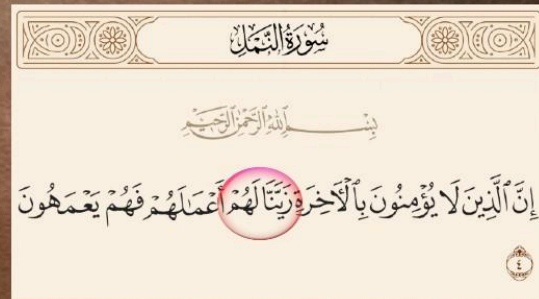 سُورَةُ النَّمْلِ
بِسْمِ ٱللَّهِ ٱلرَّحْمَٰنِ ٱلرَّحِيمِ
إِنَّ ٱلَّذِينَ لَا يُؤْمِنُونَ بِٱلْأَخِرَةِ زَيَّنَّا لَهُمْ أَعْمَٰلَهُمْ فَهُمْ يَعْمَهُونَ
٤